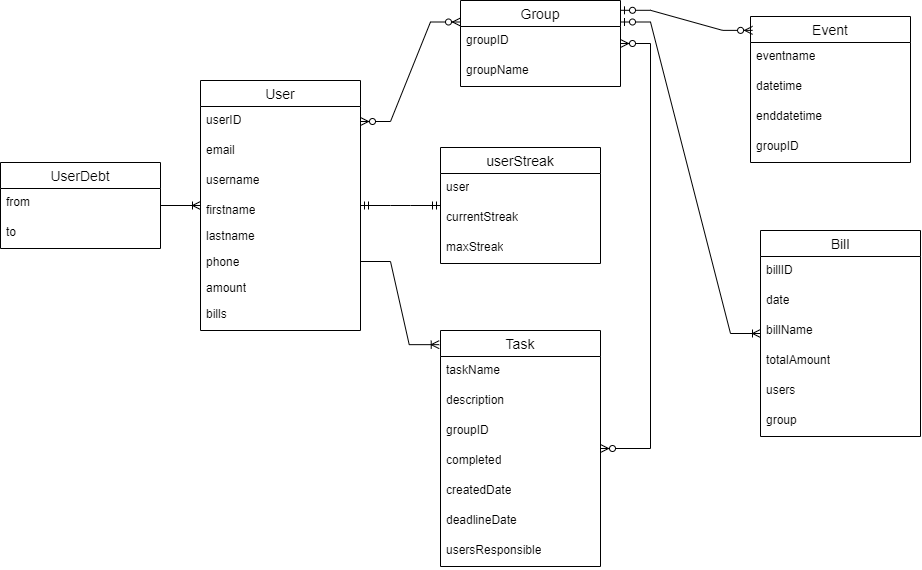 Group
groupID
groupName
Event
eventname
datetime
enddatetime
groupID
User
userID
email
username
firstname
lastname
phone
amount
bills
userStreak
user
currentStreak
maxStreak
UserDebt
from
to
Bill
billID
date
billName
totalAmount
users
group
Task
taskName
description
groupID
completed
createdDate
deadlineDate
usersResponsible